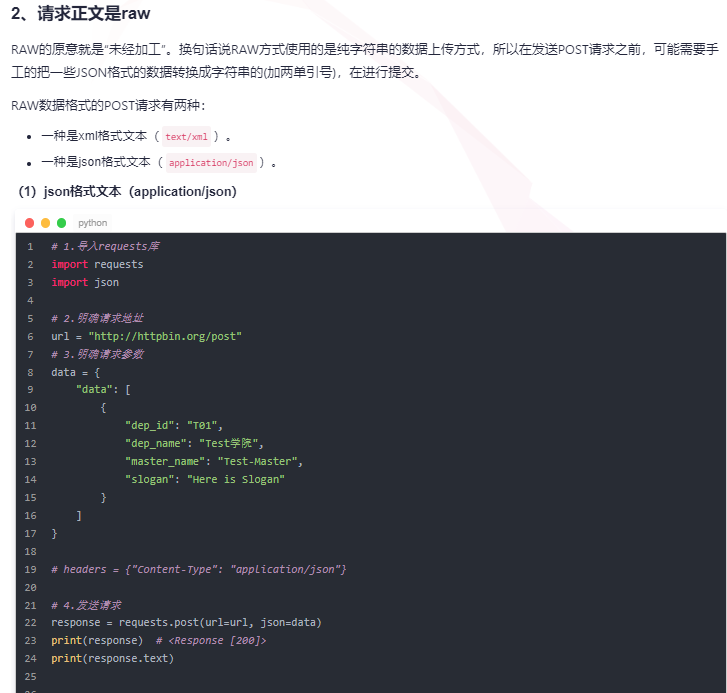 2、请求正文是raw
RAW的原意就是“未经加工”。换句话说RAW方式使用的是纯字符串的数据上传方式，所以在发送POST请求之前，可能需要手
工的把一些JSON格式的数据转换成字符串的(加两单引号)，在进行提交。
RAW数据格式的POST请求有两种：
• 一种是xml格式文本（ text/xml ）。
• 一种是json格式文本（ application/json ）。
（1）json格式文本（application/json）
python
1 # 1.导入requests库
2 import requests
3 import json
4
5 # 2.明确请求地址
6 url = "http://httpbin.org/post"
7 # 3.明确请求参数
8 data = {
9     "data": [
10         {
11             "dep_id": "T01",
12             "dep_name": "Test学院",
13             "master_name": "Test-Master",
14             "slogan": "Here is Slogan"
15         }
16     ]
17 }
18
19 # headers = {"Content-Type": "application/json"}
20
21 # 4.发送请求
22 response = requests.post(url=url, json=data)
23 print(response)  # <Response [200]>
24 print(response.text)
25